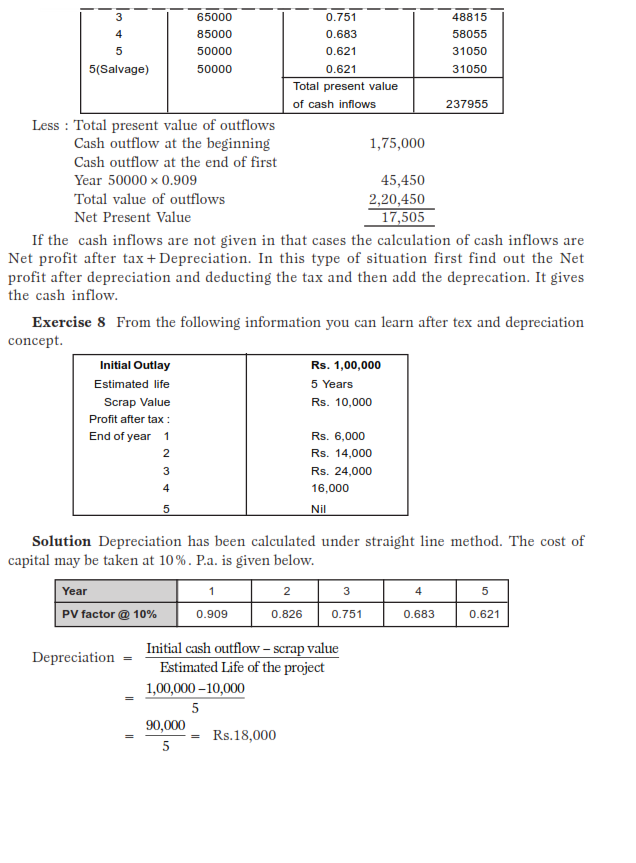 3 65000 0.751 48815
4 85000 0.683 58055
5 50000 0.621 31050
5(Salvage) 50000 0.621 31050
Total present value
of cash inflows 237955
Less : Total present value of outflows
Cash outflow at the beginning 1,75,000
Cash outflow at the end of first
Year 50000 × 0.909 45,450
Total value of outflows 2,20,450
Net Present Value 17,505
If the cash inflows are not given in that cases the calculation of cash inflows are
Net profit after tax + Depreciation. In this type of situation first find out the Net
profit after depreciation and deducting the tax and then add the deprecation. It gives
the cash inflow.
Exercise 8 From the following information you can learn after tex and depreciation
concept.
Initial Outlay Rs. 1,00,000
Estimated life 5 Years
Scrap Value Rs. 10,000
Profit after tax :
End of year 1 Rs. 6,000
2 Rs. 14,000
3 Rs. 24,000
4 16,000
5 Nil
Solution Depreciation has been calculated under straight line method. The cost of
capital may be taken at 10%. P.a. is given below.
Year 1 2 3 4 5
PV factor @ 10% 0.909 0.826 0.751 0.683 0.621
Depreciation = Initial cash outflow – scrap value
Estimated Life of the project
= 1,00,000 – 10,000
5
= 90,000 = Rs.18,000
5